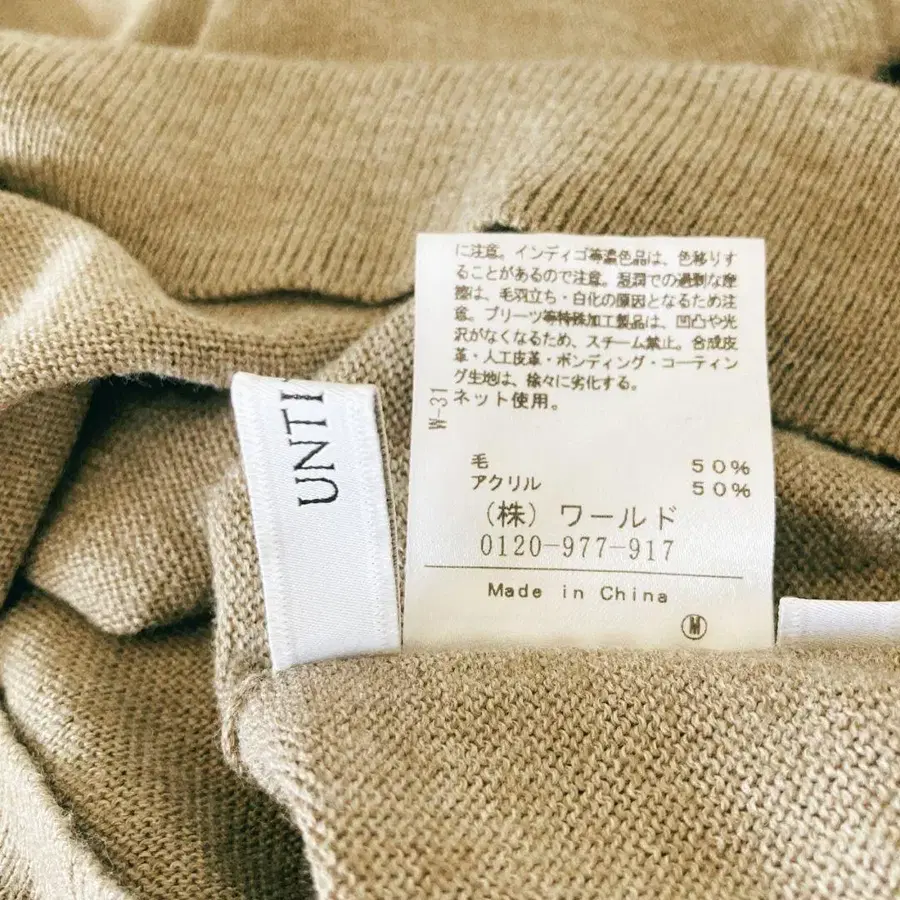 に注意。インディゴ等濃色品は、色移りす
ることがあるので注意。湿潤での過剰な摩
擦は、毛羽立ち・白化の原因となるため注
意。プリーツ等特殊加工製品は、凹凸や光
沢がなくなるため、スチーム禁止。合成皮
革・人工皮革・ボンディング・コーティン
グ生地は、徐々に劣化する。
ネット使用。
W-31
毛 50%
アクリル 50%
(株)ワールド
0120-977-917
Made in China
M
UNTI